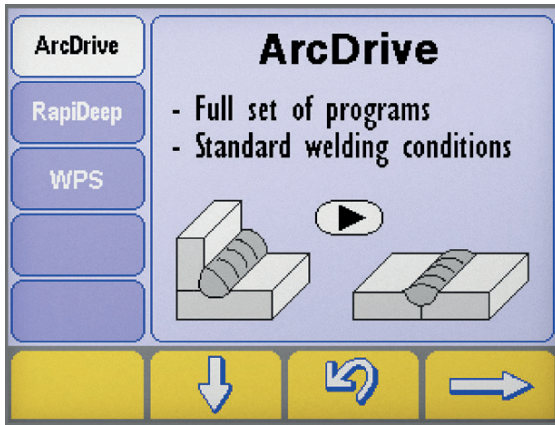 ArcDrive
RapiDeep
WPS
ArcDrive
- Full set of programs
- Standard welding conditions